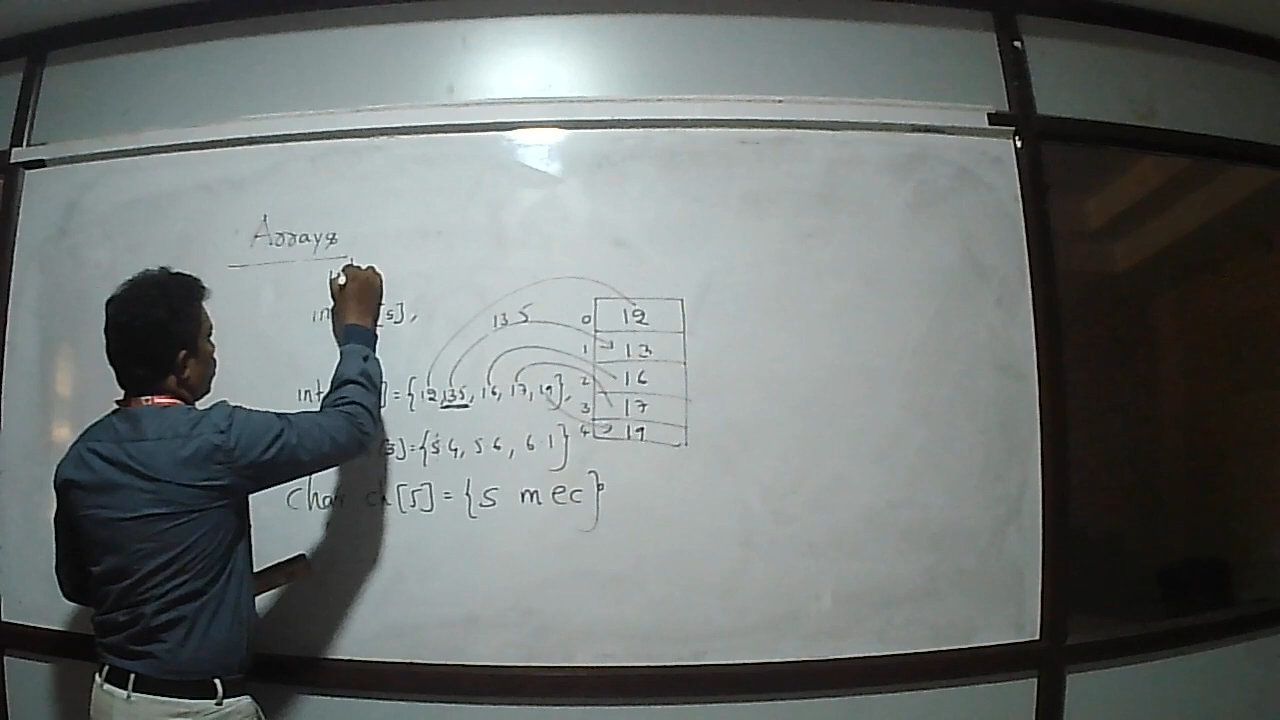 Arrays
int [5],
135
int ]={12,135,16,17,19},
5]={54,56,61}
Char ch[5]={s mec}
0 12
1 13
2 16
3 17
4 19